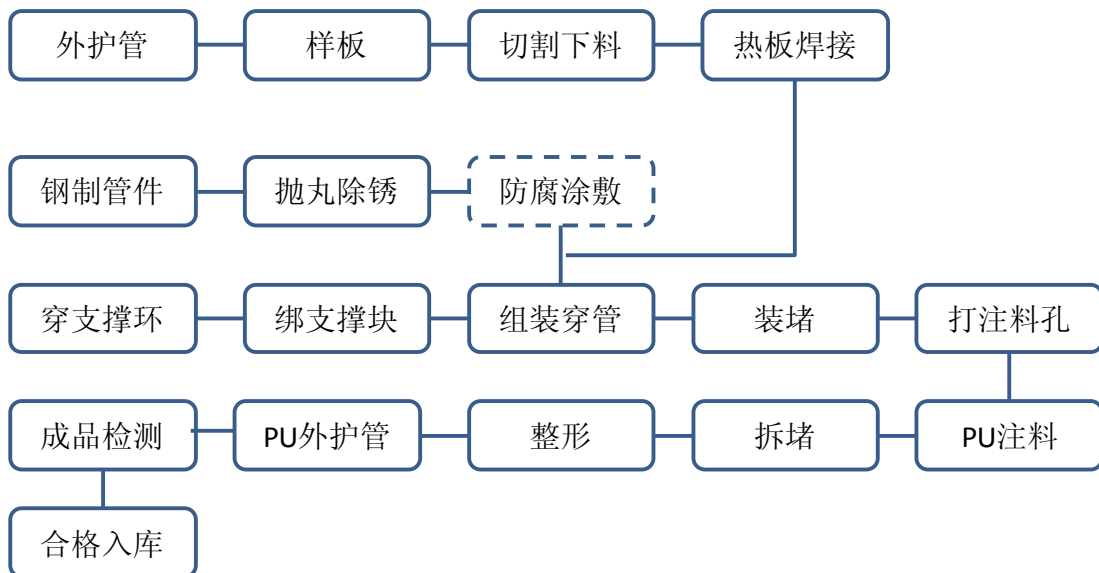 外护管
样板
切割下料
热板焊接
钢制管件
抛丸除锈
防腐涂敷
穿支撑环
绑支撑块
组装穿管
装堵
打注料孔
成品检测
PU外护管
整形
拆堵
PU注料
合格入库